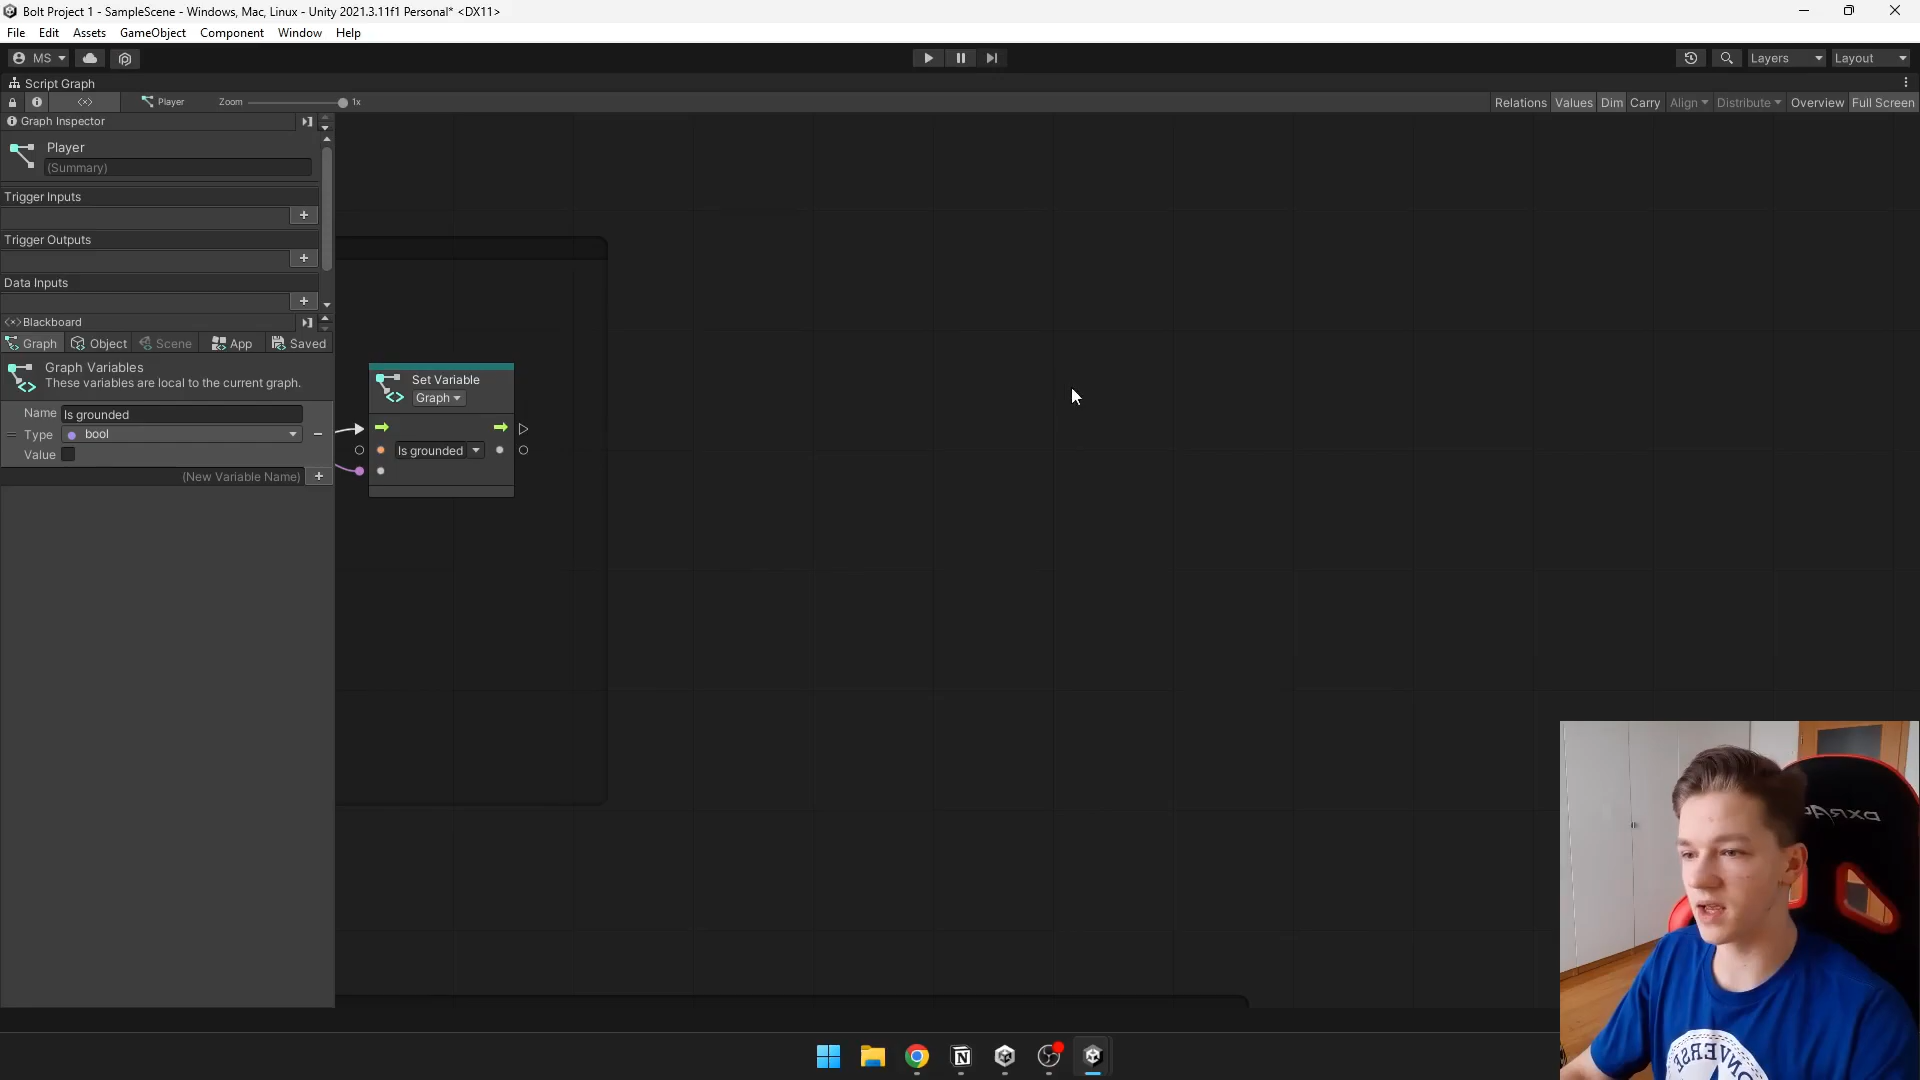 Bolt Project 1 - SampleScene - Windows, Mac, Linux - Unity 2021.3.11f1 Personal* <DX11>
File Edit Assets GameObject Component Window Help
MS Layers Layout
Script Graph
Player Zoom 1x Relations Values Dim Carry Align Distribute Overview Full Screen
Graph Inspector
Player
(Summary)
Trigger Inputs
+
Trigger Outputs
+
Data Inputs
+
Blackboard
Graph Object Scene App Saved
Graph Variables
These variables are local to the current graph.
Name Is grounded
Type bool
Value
(New Variable Name) +
Set Variable
Graph
Is grounded
DXRAC
CONVERSE